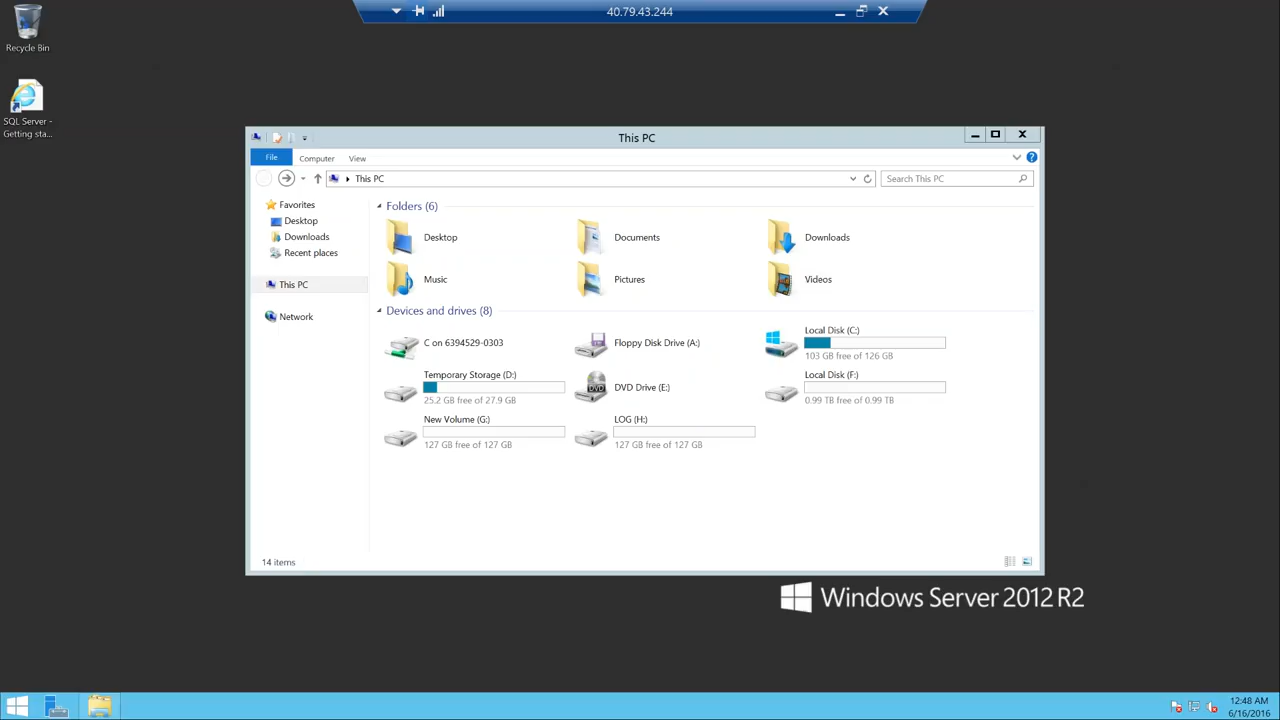 40.79.43.244
Recycle Bin
SQL Server -
Getting sta...
This PC
File
Computer
View
This PC
Search This PC
Favorites
Desktop
Downloads
Recent places
This PC
Network
Folders (6)
Desktop
Documents
Downloads
Music
Pictures
Videos
Devices and drives (8)
C on 6394529-0303
Floppy Disk Drive (A:)
Local Disk (C:)
103 GB free of 126 GB
Temporary Storage (D:)
25.2 GB free of 27.9 GB
DVD Drive (E:)
DVD
Local Disk (F:)
0.99 TB free of 0.99 TB
New Volume (G:)
127 GB free of 127 GB
LOG (H:)
127 GB free of 127 GB
14 items
Windows Server 2012 R2
12:48 AM
6/16/2016